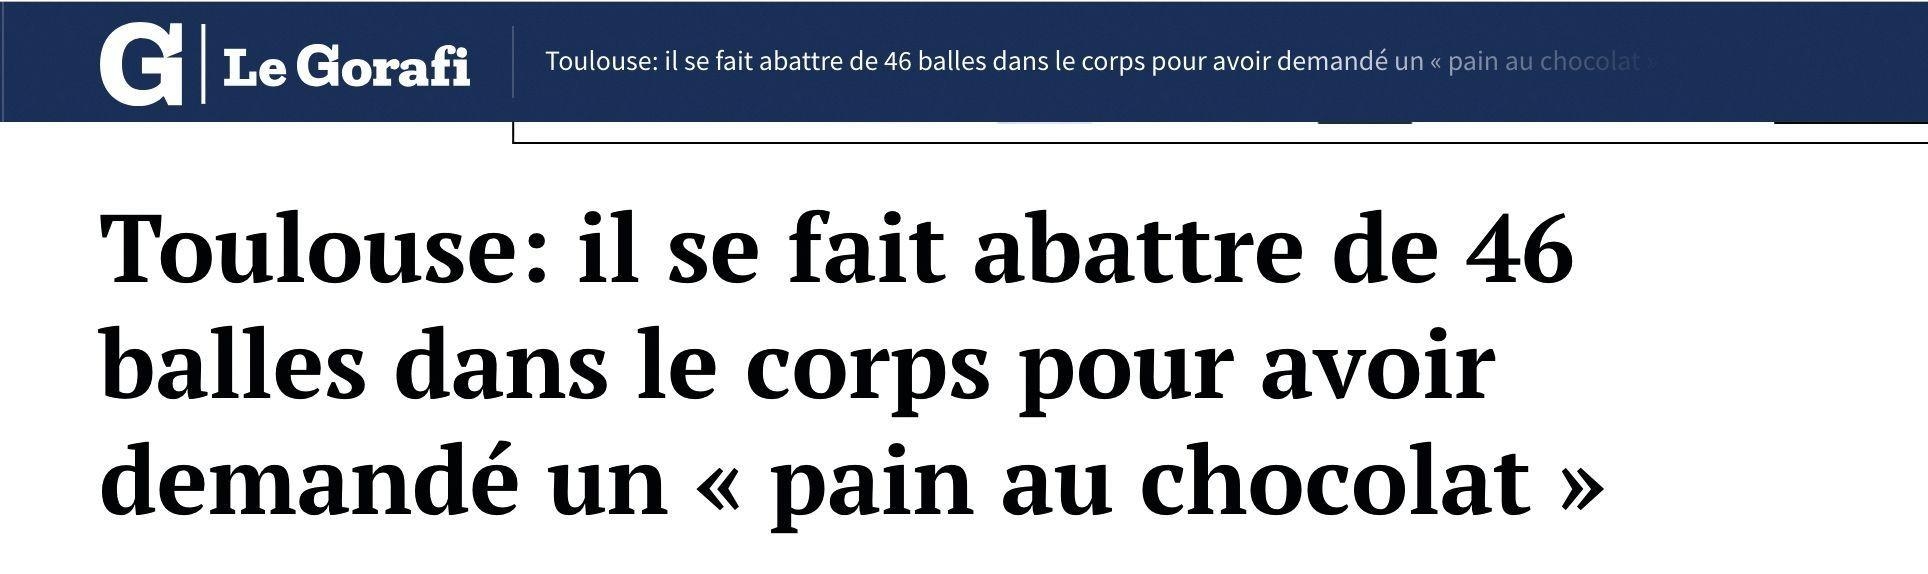 G Le Gorafi Toulouse: il se fait abattre de 46 balles dans le corps pour avoir demandé un « pain au chocolat »
Toulouse: il se fait abattre de 46
balles dans le corps pour avoir
demandé un « pain au chocolat »